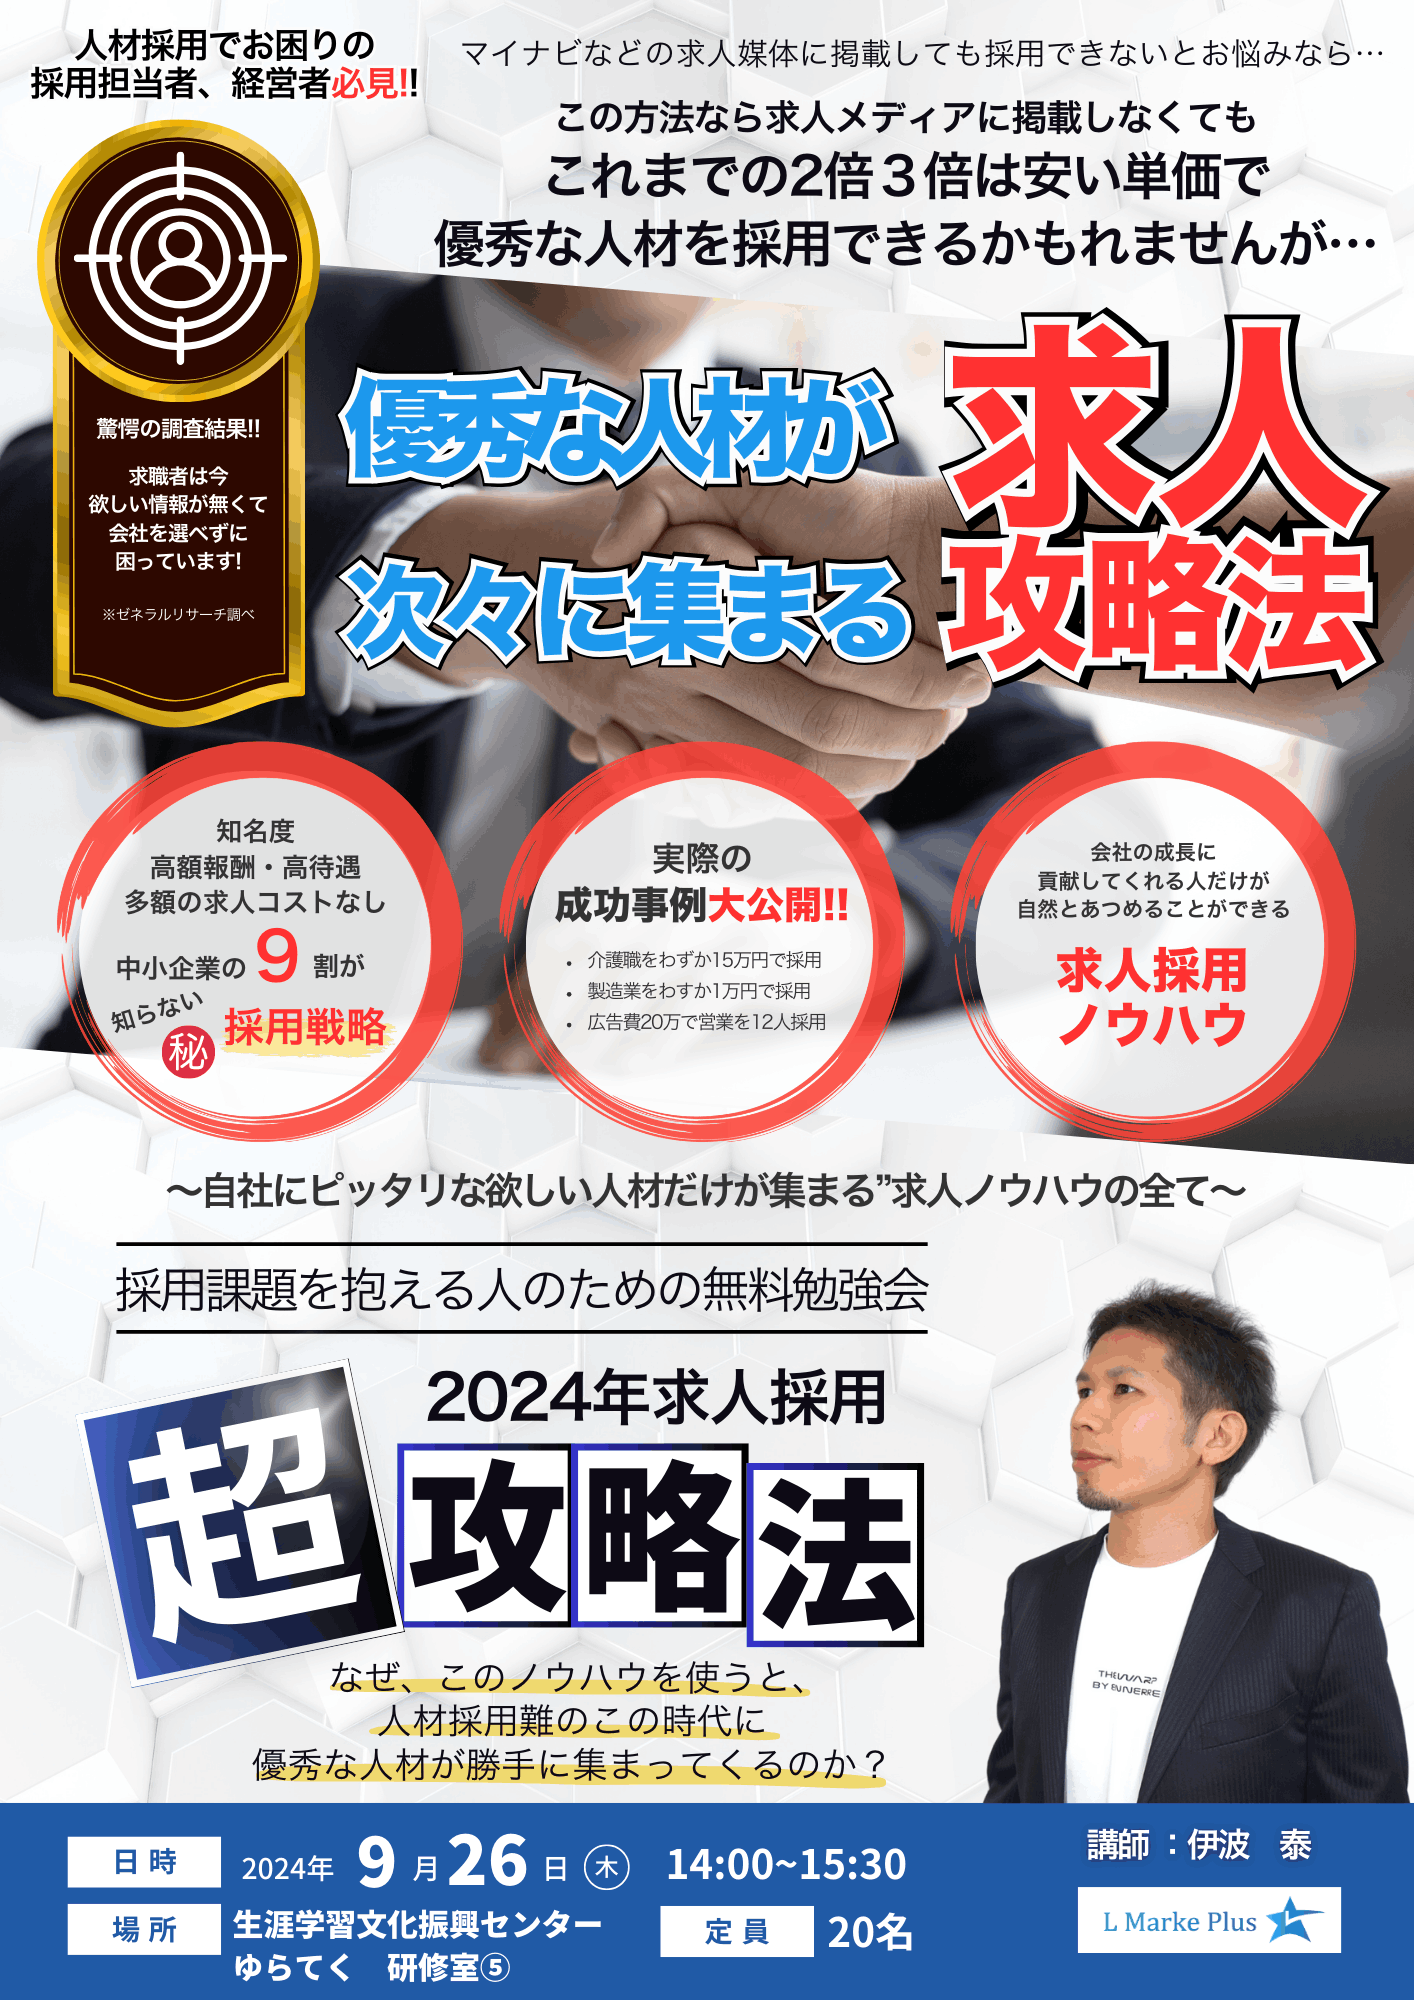 人材採用でお困りの
採用担当者、経営者必見!!
マイナビなどの求人媒体に掲載しても採用できないとお悩みなら…
この方法なら求人メディアに掲載しなくても
これまでの2倍３倍は安い単価で
優秀な人材を採用できるかもれませんが…
驚愕の調査結果!!
求職者は今
欲しい情報が無くて
会社を選べずに
困っています!
※ゼネラルリサーチ調べ
優秀な人材が
次々に集まる
求人
攻略法
知名度
高額報酬・高待遇
多額の求人コストなし
中小企業の9割が
知らない
㊙採用戦略
実際の
成功事例大公開!!
• 介護職をわずか15万円で採用
• 製造業をわすか1万円で採用
• 広告費20万で営業を12人採用
会社の成長に
貢献してくれる人だけが
自然とあつめることができる
求人採用
ノウハウ
〜自社にピッタリな欲しい人材だけが集まる”求人ノウハウの全て〜
採用課題を抱える人のための無料勉強会
2024年求人採用
超攻略法
なぜ、このノウハウを使うと、
人材採用難のこの時代に
優秀な人材が勝手に集まってくるのか？
THE WARP
BY BUNERRE
日時 2024年 9月26日㊍ 14:00~15:30
場所 生涯学習文化振興センター
ゆらてく 研修室⑤
定員 20名
講師：伊波 泰
L Marke Plus